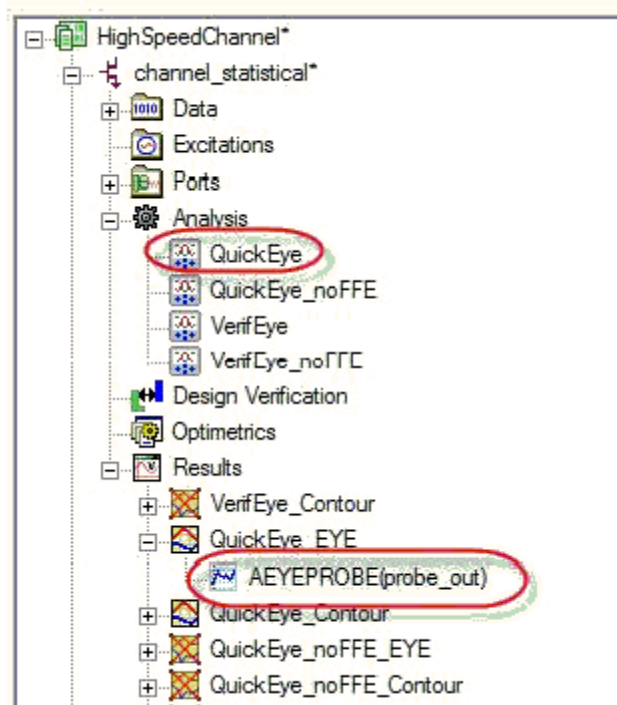 HighSpeedChannel*
channel_statistical*
1010 Data
Excitations
Ports
Analysis
QuickEye
QuickEye_noFFE
VerifEye
VerifEye_noFFE
Design Verification
Optimetrics
Results
VerifEye_Contour
QuickEye_EYE
AEYEPROBE(probe_out)
QuickEye_Contour
QuickEye_noFFE_EYE
QuickEye_noFFE_Contour